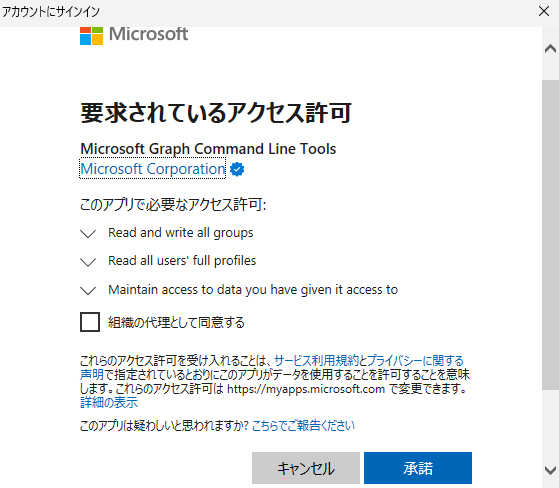 アカウントにサインイン
Microsoft
要求されているアクセス許可
Microsoft Graph Command Line Tools
Microsoft Corporation
このアプリで必要なアクセス許可:
Read and write all groups
Read all users' full profiles
Maintain access to data you have given it access to
組織の代理として同意する
これらのアクセス許可を受け入れることは、サービス利用規約とプライバシーに関する
声明で指定されているとおりにこのアプリがデータを使用することを許可することを意味
します。これらのアクセス許可は https://myapps.microsoft.com で変更できます。
詳細の表示
このアプリは疑わしいと思われますか? こちらでご報告ください
キャンセル
承諾